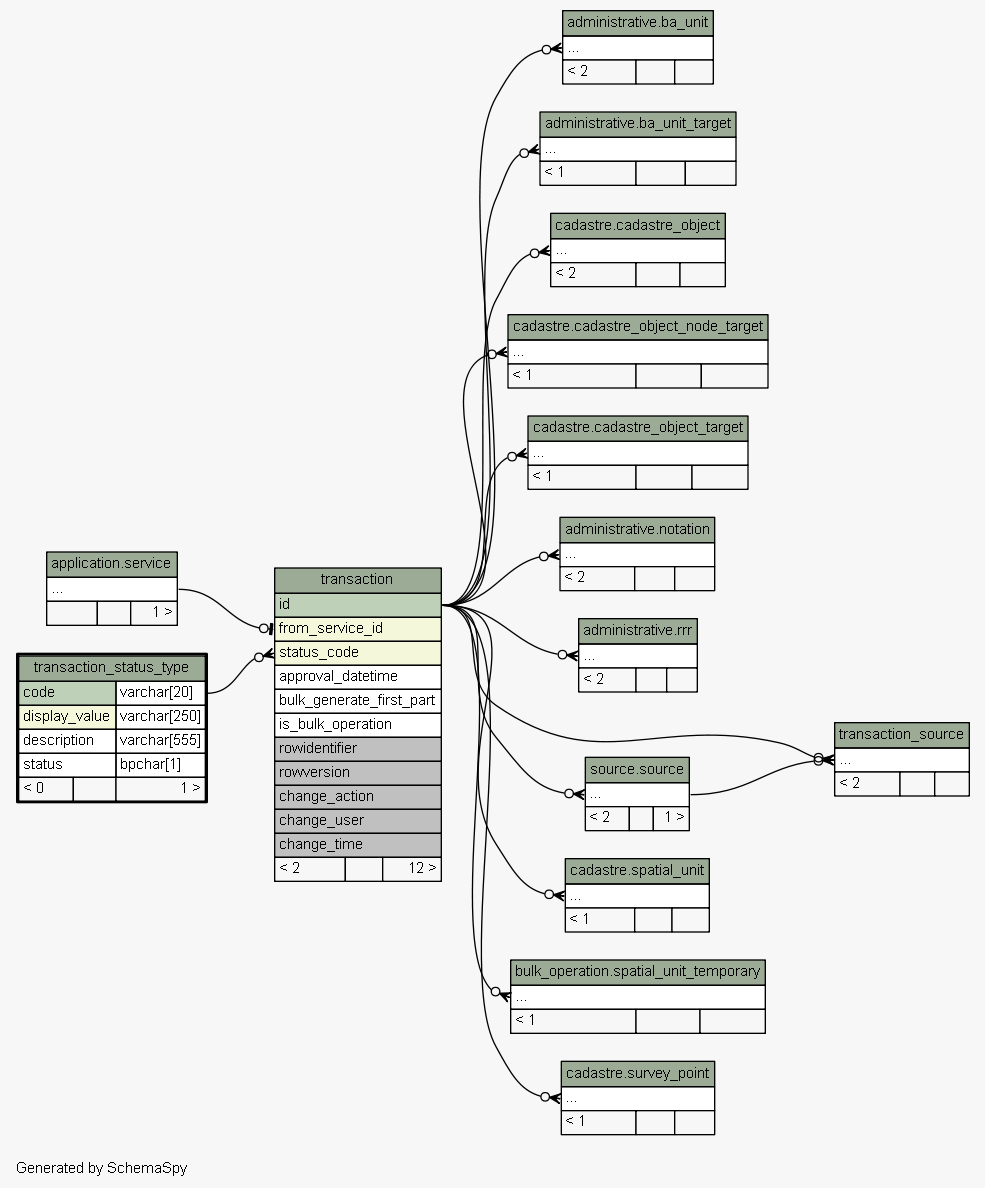 administrative.ba_unit
...
< 2
administrative.ba_unit_target
...
< 1
cadastre.cadastre_object
...
< 2
cadastre.cadastre_object_node_target
...
< 1
cadastre.cadastre_object_target
...
< 1
administrative.notation
...
< 2
application.service
...
1 >
transaction_status_type
code varchar[20]
display_value varchar[250]
description varchar[555]
status bpchar[1]
< 0 1 >
transaction
id
from_service_id
status_code
approval_datetime
bulk_generate_first_part
is_bulk_operation
rowidentifier
rowversion
change_action
change_user
change_time
< 2 12 >
administrative.rrr
...
< 2
source.source
...
< 2 1 >
transaction_source
...
< 2
cadastre.spatial_unit
...
< 1
bulk_operation.spatial_unit_temporary
...
< 1
cadastre.survey_point
...
< 1
Generated by SchemaSpy